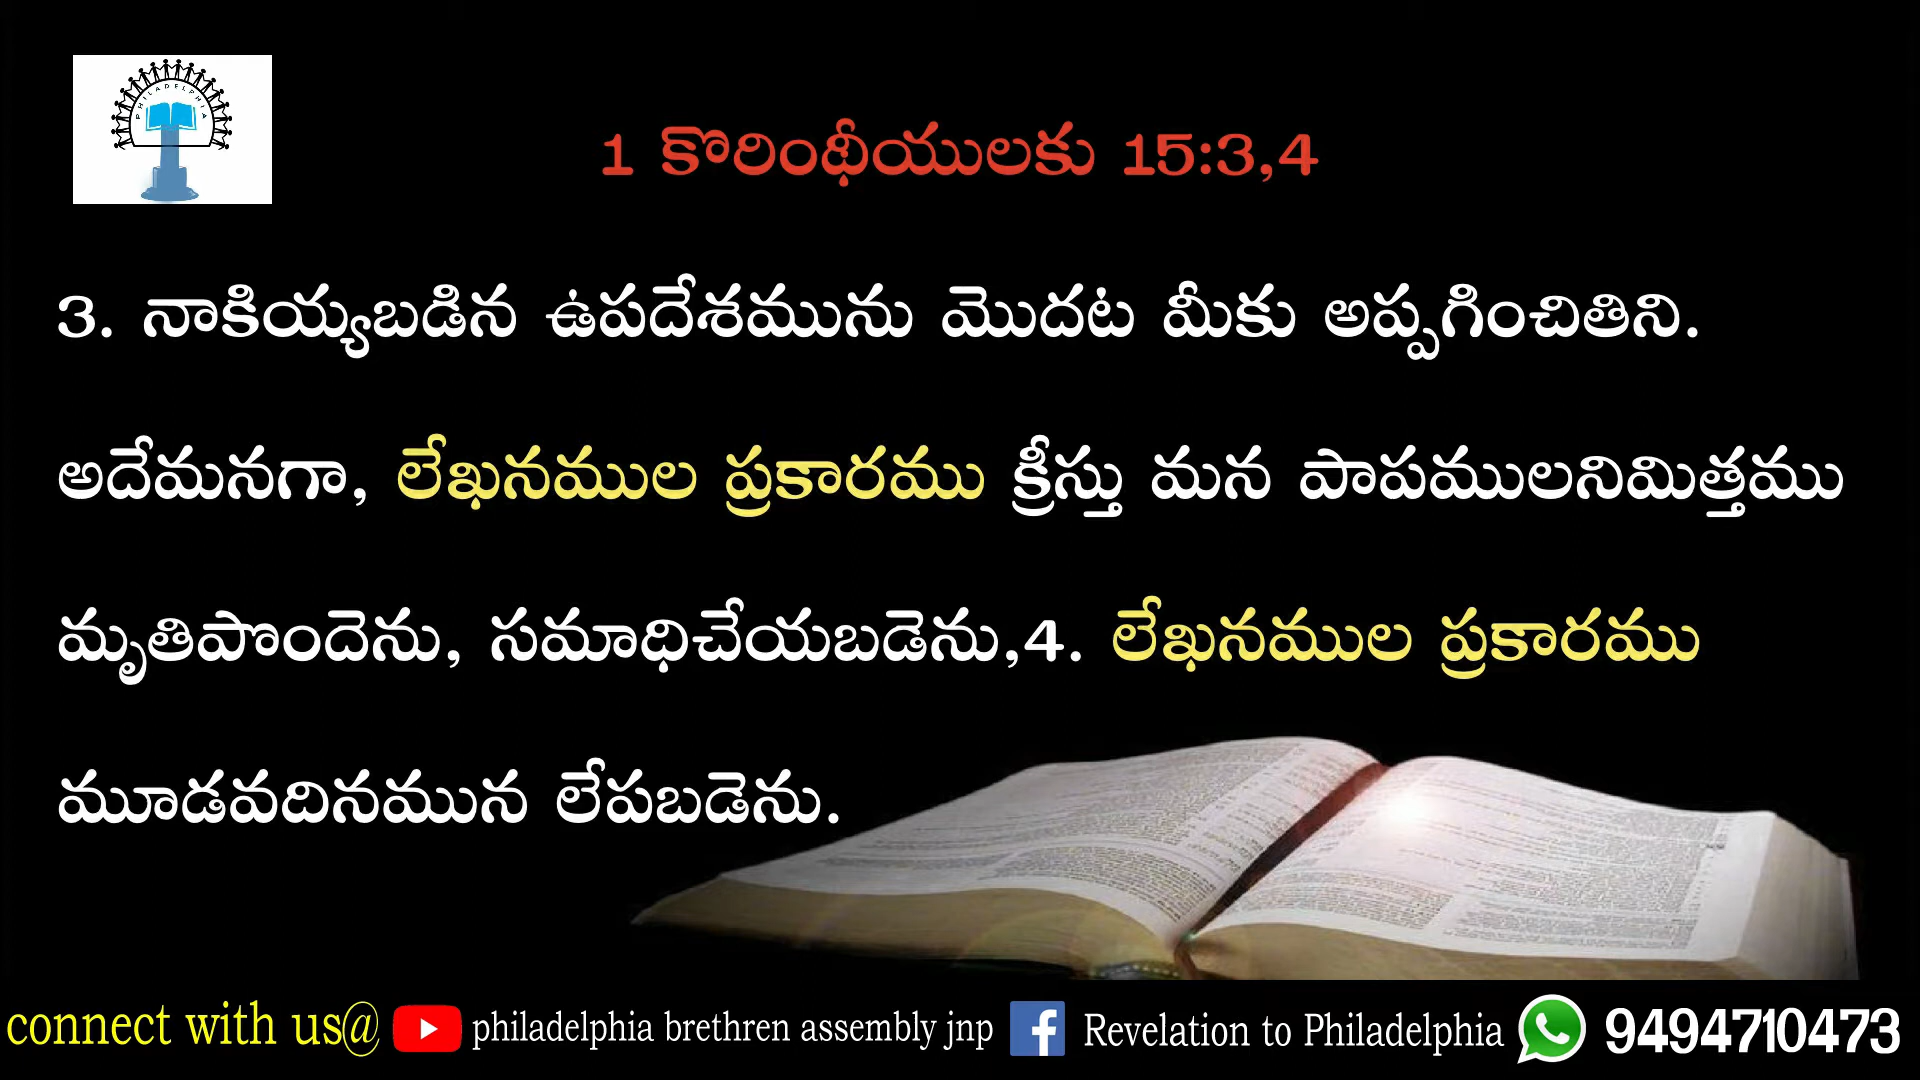 PHILADELPHIA
1 కొరింథీయులకు 15:3,4
3. నాకియ్యబడిన ఉపదేశమును మొదట మీకు అప్పగించితిని.
అదేమనగా, లేఖనముల ప్రకారము క్రీస్తు మన పాపములనిమిత్తము
మృతిపొందెను, సమాధిచేయబడెను,4. లేఖనముల ప్రకారము
మూడవదినమున లేపబడెను.
connect with us@ philadelphia brethren assembly jnp Revelation to Philadelphia 9494710473